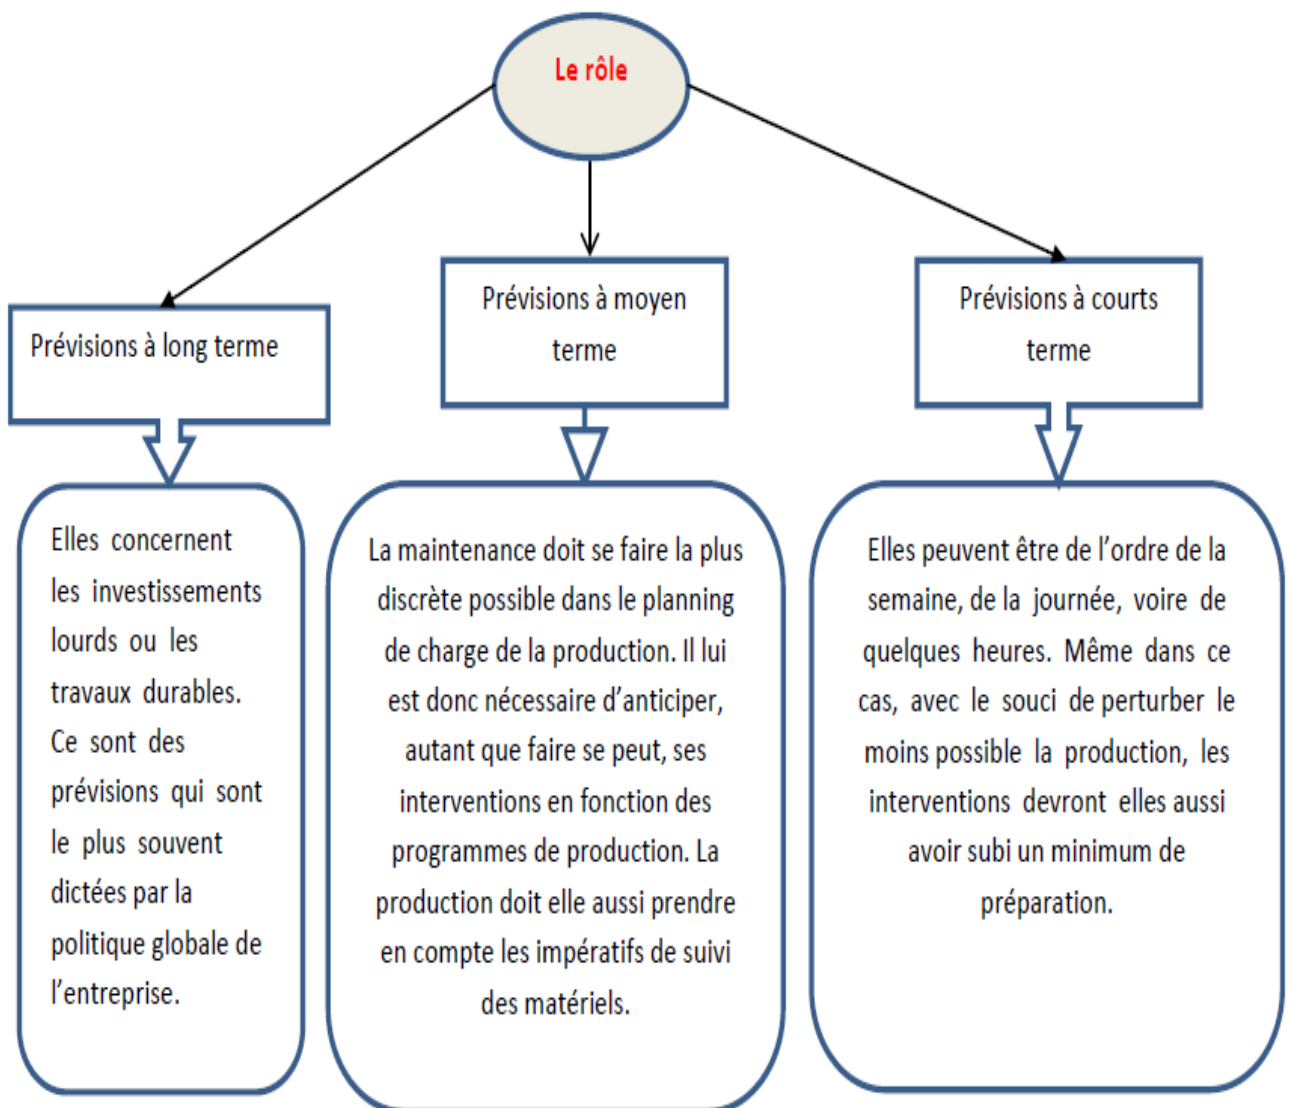 Le rôle
Prévisions à long terme
Prévisions à moyen
terme
Prévisions à courts
terme
Elles concernent
les investissements
lourds ou les
travaux durables.
Ce sont des
prévisions qui sont
le plus souvent
dictées par la
politique globale de
l’entreprise.
La maintenance doit se faire la plus
discrète possible dans le planning
de charge de la production. Il lui
est donc nécessaire d’anticiper,
autant que faire se peut, ses
interventions en fonction des
programmes de production. La
production doit elle aussi prendre
en compte les impératifs de suivi
des matériels.
Elles peuvent être de l’ordre de la
semaine, de la journée, voire de
quelques heures. Même dans ce
cas, avec le souci de perturber le
moins possible la production, les
interventions devront elles aussi
avoir subi un minimum de
préparation.